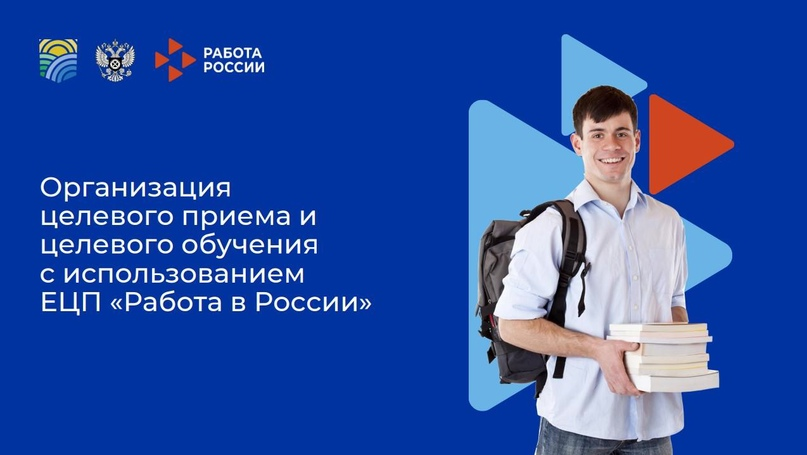 РАБОТА
РОССИИ
Организация
целевого приема и
целевого обучения
с использованием
ЕЦП «Работа в России»